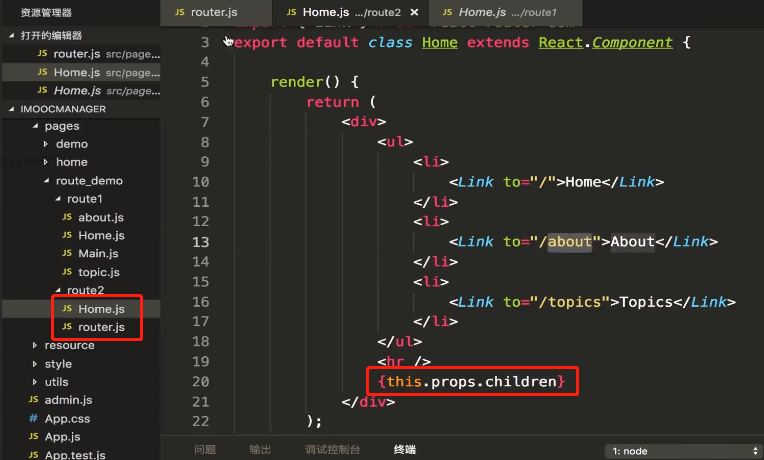 资源管理器
打开的编辑器
JS router.js src/page...
JS Home.js src/page...
JS Home.js src/page...
IMOOCMANAGER
pages
demo
home
route_demo
route1
JS about.js
JS Home.js
JS Main.js
JS topic.js
route2
JS Home.js
JS router.js
resource
style
utils
JS admin.js
# App.css
JS App.js
JS App.test.js
JS router.js
JS Home.js .../route2 ×
JS Home.js .../route1
3 export default class Home extends React.Component {
4
5 render() {
6 return (
7 <div>
8 <ul>
9 <li>
10 <Link to="/">Home</Link>
11 </li>
12 <li>
13 <Link to="/about">About</Link>
14 </li>
15 <li>
16 <Link to="/topics">Topics</Link>
17 </li>
18 </ul>
19 <hr />
20 {this.props.children}
21 </div>
22 );
问题 输出 调试控制台 终端 1: node